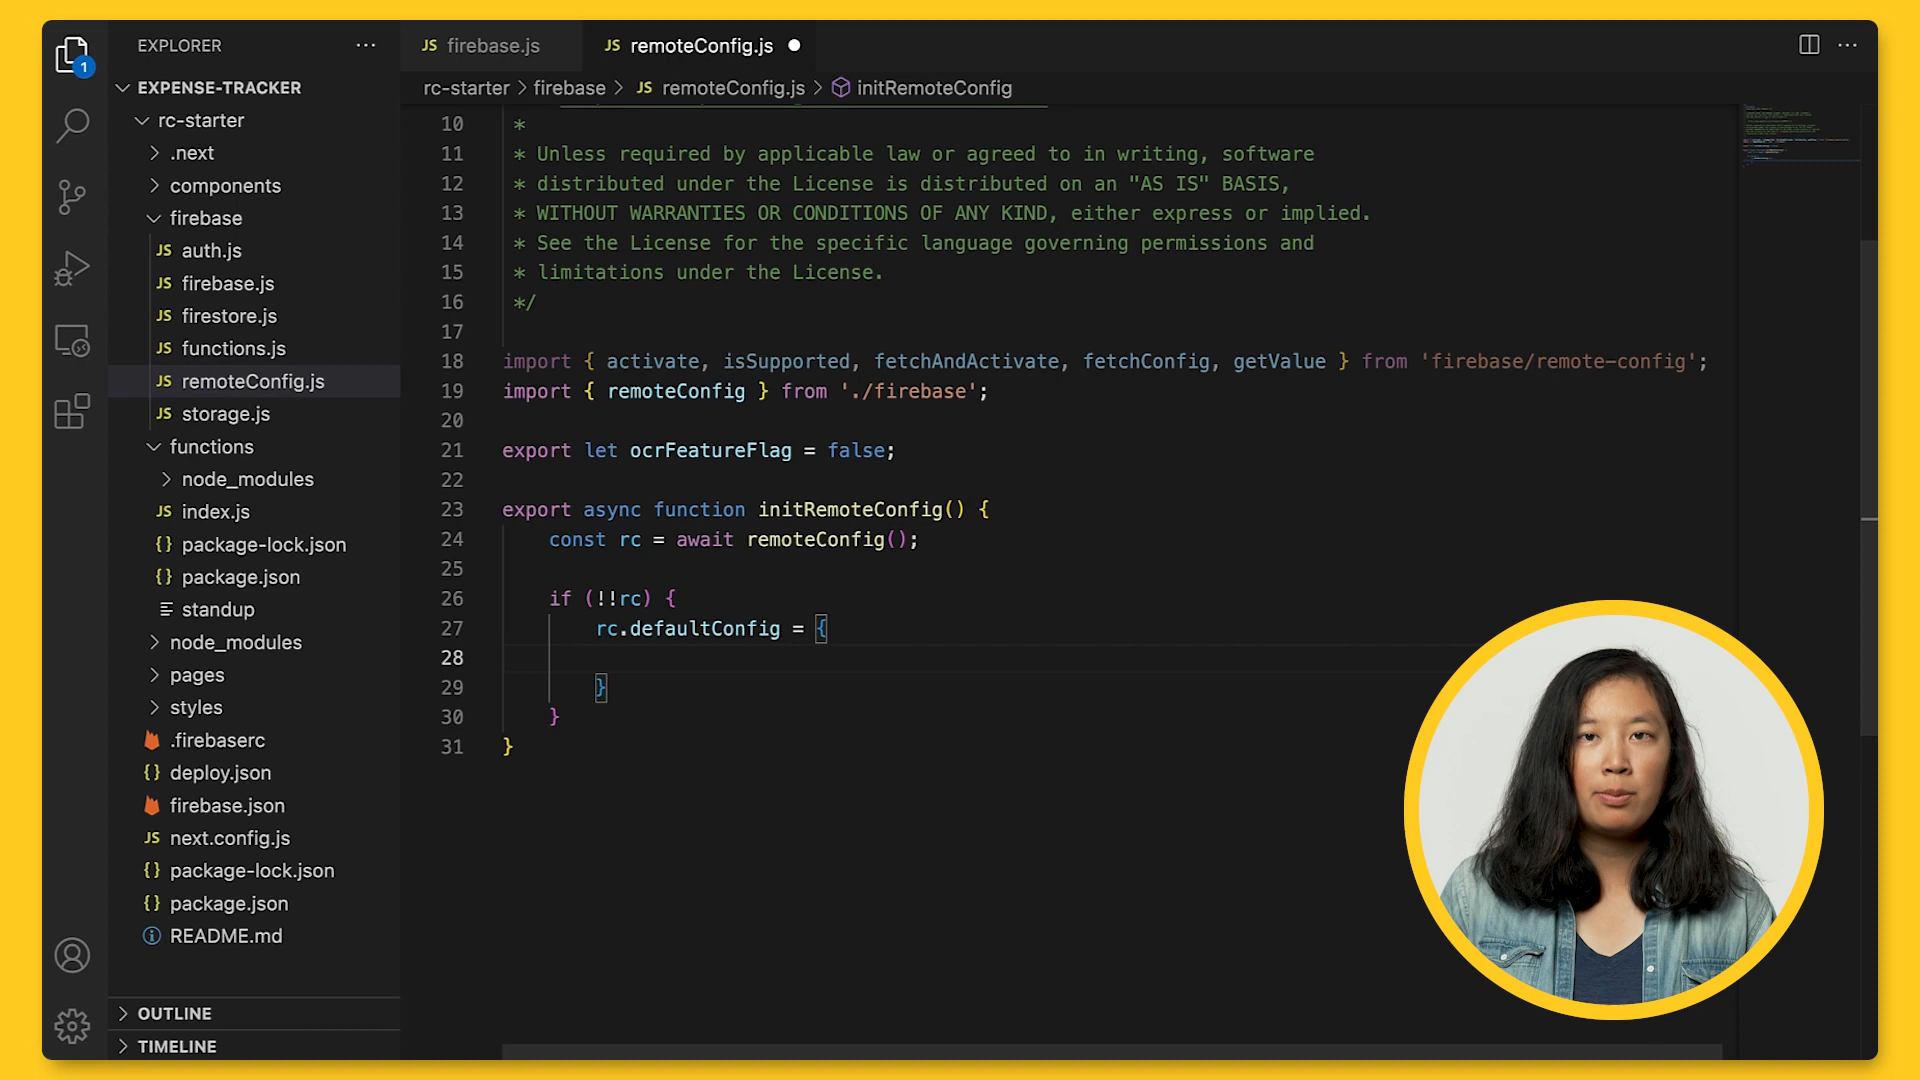 1
EXPLORER
EXPENSE-TRACKER
rc-starter
.next
components
firebase
JS auth.js
JS firebase.js
JS firestore.js
JS functions.js
JS remoteConfig.js
JS storage.js
functions
node_modules
JS index.js
{} package-lock.json
{} package.json
standup
node_modules
pages
styles
.firebaserc
{} deploy.json
firebase.json
JS next.config.js
{} package-lock.json
{} package.json
README.md
OUTLINE
TIMELINE
JS firebase.js
JS remoteConfig.js
rc-starter > firebase > JS remoteConfig.js > initRemoteConfig
10 *
11 * Unless required by applicable law or agreed to in writing, software
12 * distributed under the License is distributed on an "AS IS" BASIS,
13 * WITHOUT WARRANTIES OR CONDITIONS OF ANY KIND, either express or implied.
14 * See the License for the specific language governing permissions and
15 * limitations under the License.
16 */
17
18 import { activate, isSupported, fetchAndActivate, fetchConfig, getValue } from 'firebase/remote-config';
19 import { remoteConfig } from './firebase';
20
21 export let ocrFeatureFlag = false;
22
23 export async function initRemoteConfig() {
24 const rc = await remoteConfig();
25
26 if (!!rc) {
27 rc.defaultConfig = {
28
29 }
30 }
31 }